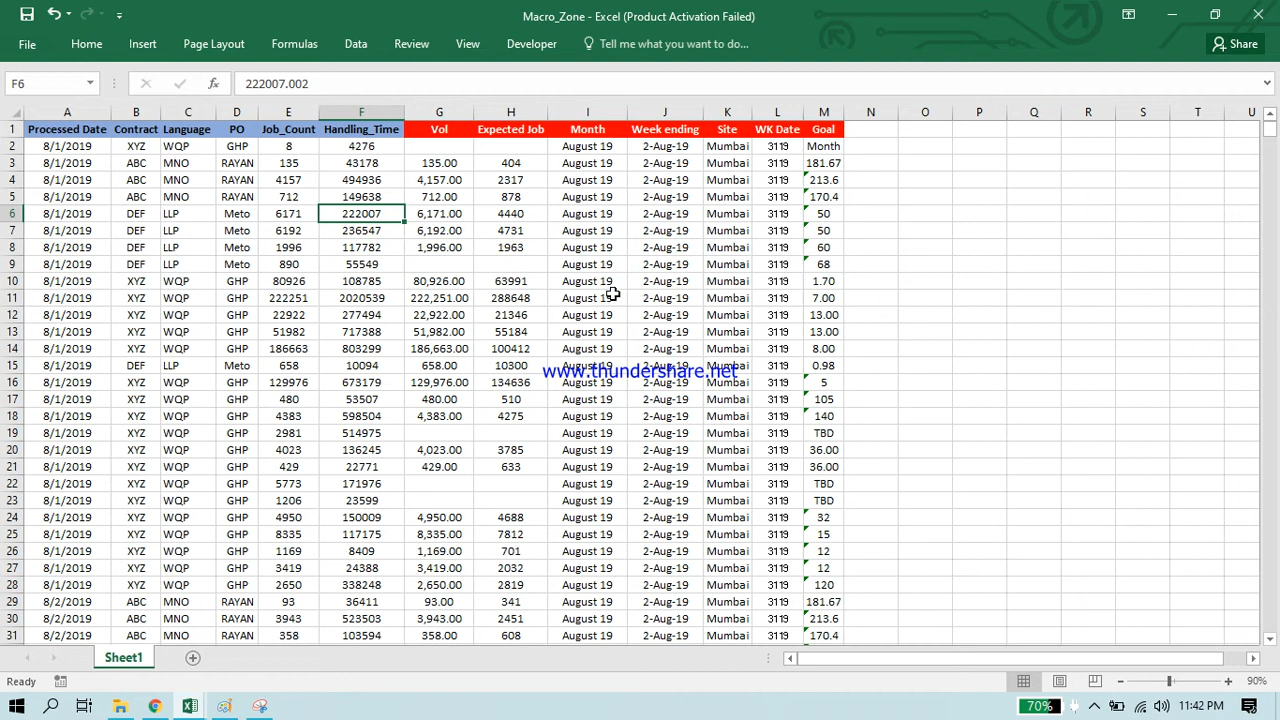 Macro_Zone - Excel (Product Activation Failed)
File Home Insert Page Layout Formulas Data Review View Developer Tell me what you want to do... Share
F6 fx 222007.002
A B C D E F G H I J K L M N O P Q R S T U
1 Processed Date Contract Language PO Job_Count Handling_Time Vol Expected Job Month Week ending Site WK Date Goal
2 8/1/2019 XYZ WQP GHP 8 4276 August 19 2-Aug-19 Mumbai 3119 Month
3 8/1/2019 ABC MNO RAYAN 135 43178 135.00 404 August 19 2-Aug-19 Mumbai 3119 181.67
4 8/1/2019 ABC MNO RAYAN 4157 494936 4,157.00 2317 August 19 2-Aug-19 Mumbai 3119 213.6
5 8/1/2019 ABC MNO RAYAN 712 149638 712.00 878 August 19 2-Aug-19 Mumbai 3119 170.4
6 8/1/2019 DEF LLP Meto 6171 222007 6,171.00 4440 August 19 2-Aug-19 Mumbai 3119 50
7 8/1/2019 DEF LLP Meto 6192 236547 6,192.00 4731 August 19 2-Aug-19 Mumbai 3119 50
8 8/1/2019 DEF LLP Meto 1996 117782 1,996.00 1963 August 19 2-Aug-19 Mumbai 3119 60
9 8/1/2019 DEF LLP Meto 890 55549 August 19 2-Aug-19 Mumbai 3119 68
10 8/1/2019 XYZ WQP GHP 80926 108785 80,926.00 63991 August 19 2-Aug-19 Mumbai 3119 1.70
11 8/1/2019 XYZ WQP GHP 222251 2020539 222,251.00 288648 August 19 2-Aug-19 Mumbai 3119 7.00
12 8/1/2019 XYZ WQP GHP 22922 277494 22,922.00 21346 August 19 2-Aug-19 Mumbai 3119 13.00
13 8/1/2019 XYZ WQP GHP 51982 717388 51,982.00 55184 August 19 2-Aug-19 Mumbai 3119 13.00
14 8/1/2019 XYZ WQP GHP 186663 803299 186,663.00 100412 August 19 2-Aug-19 Mumbai 3119 8.00
15 8/1/2019 DEF LLP Meto 658 10094 658.00 10300 August 19 2-Aug-19 Mumbai 3119 0.98
www.thundershare.net
16 8/1/2019 XYZ WQP GHP 129976 673179 129,976.00 134636 August 19 2-Aug-19 Mumbai 3119 5
17 8/1/2019 XYZ WQP GHP 480 53507 480.00 510 August 19 2-Aug-19 Mumbai 3119 105
18 8/1/2019 XYZ WQP GHP 4383 598504 4,383.00 4275 August 19 2-Aug-19 Mumbai 3119 140
19 8/1/2019 XYZ WQP GHP 2981 514975 August 19 2-Aug-19 Mumbai 3119 TBD
20 8/1/2019 XYZ WQP GHP 4023 136245 4,023.00 3785 August 19 2-Aug-19 Mumbai 3119 36.00
21 8/1/2019 XYZ WQP GHP 429 22771 429.00 633 August 19 2-Aug-19 Mumbai 3119 36.00
22 8/1/2019 XYZ WQP GHP 5773 171976 August 19 2-Aug-19 Mumbai 3119 TBD
23 8/1/2019 XYZ WQP GHP 1206 23599 August 19 2-Aug-19 Mumbai 3119 TBD
24 8/1/2019 XYZ WQP GHP 4950 150009 4,950.00 4688 August 19 2-Aug-19 Mumbai 3119 32
25 8/1/2019 XYZ WQP GHP 8335 117175 8,335.00 7812 August 19 2-Aug-19 Mumbai 3119 15
26 8/1/2019 XYZ WQP GHP 1169 8409 1,169.00 701 August 19 2-Aug-19 Mumbai 3119 12
27 8/1/2019 XYZ WQP GHP 3419 24388 3,419.00 2032 August 19 2-Aug-19 Mumbai 3119 12
28 8/1/2019 XYZ WQP GHP 2650 338248 2,650.00 2819 August 19 2-Aug-19 Mumbai 3119 120
29 8/2/2019 ABC MNO RAYAN 93 36411 93.00 341 August 19 2-Aug-19 Mumbai 3119 181.67
30 8/2/2019 ABC MNO RAYAN 3943 523503 3,943.00 2451 August 19 2-Aug-19 Mumbai 3119 213.6
31 8/2/2019 ABC MNO RAYAN 358 103594 358.00 608 August 19 2-Aug-19 Mumbai 3119 170.4
Sheet1
Ready 90%
70% 11:42 PM